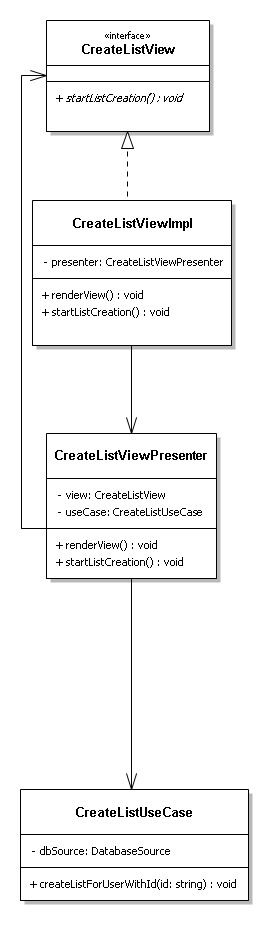 «interface»
CreateListView
+ startListCreation() : void
CreateListViewImpl
- presenter: CreateListViewPresenter
+ renderView() : void
+ startListCreation() : void
CreateListViewPresenter
- view: CreateListView
- useCase: CreateListUseCase
+ renderView() : void
+ startListCreation() : void
CreateListUseCase
- dbSource: DatabaseSource
+ createListForUserWithId(id: string) : void